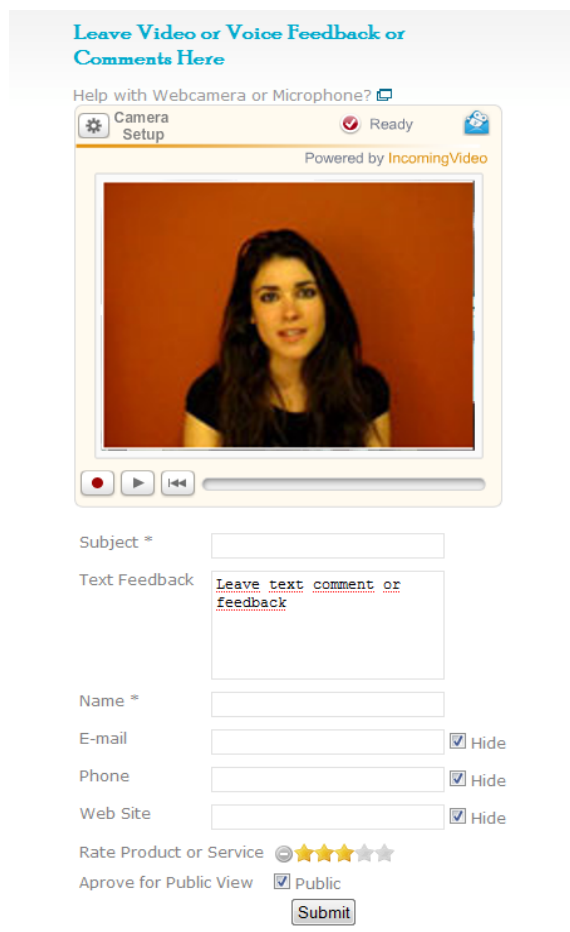 Leave Video or Voice Feedback or
Comments Here
Help with Webcamera or Microphone?
Camera
Setup
Ready
Powered by IncomingVideo
Subject *
Text Feedback
Leave text comment or
feedback
Name *
E-mail
Hide
Phone
Hide
Web Site
Hide
Rate Product or Service
Aprove for Public View
Public
Submit